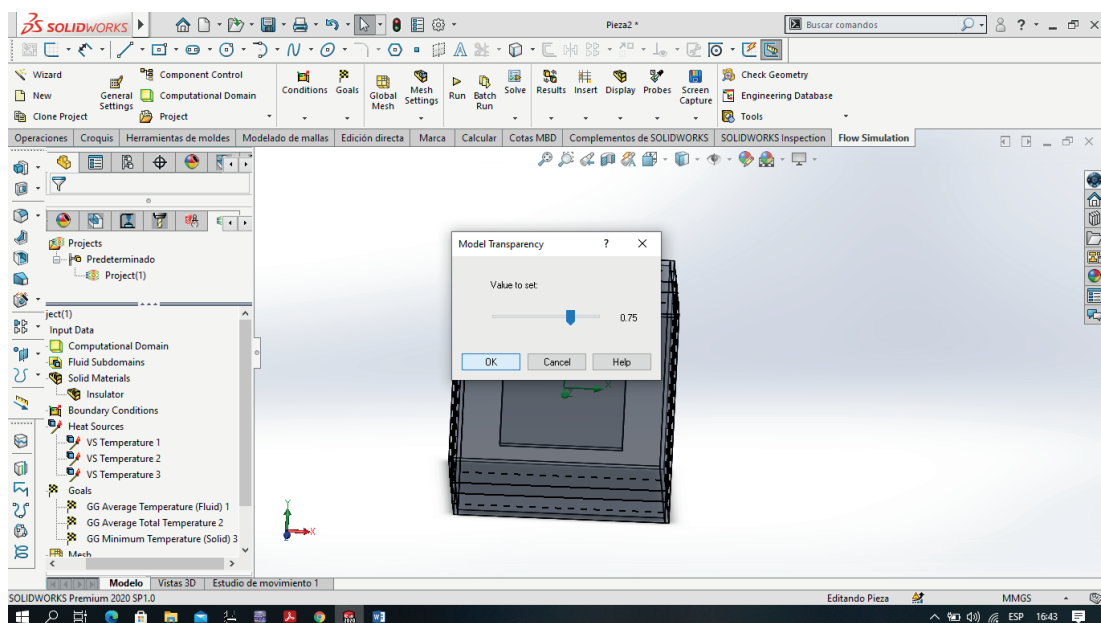 SOLIDWORKS
Pieza2 *
Buscar comandos
Wizard
New
Clone Project
General Settings
Component Control
Computational Domain
Project
Conditions
Goals
Global Mesh
Mesh Settings
Run
Batch Run
Solve
Results
Insert
Display
Probes
Screen Capture
Check Geometry
Engineering Database
Tools
Operaciones
Croquis
Herramientas de moldes
Modelado de mallas
Edición directa
Marca
Calcular
Cotas MBD
Complementos de SOLIDWORKS
SOLIDWORKS Inspection
Flow Simulation
Projects
Predeterminado
Project(1)
ject(1)
Input Data
Computational Domain
Fluid Subdomains
Solid Materials
Insulator
Boundary Conditions
Heat Sources
VS Temperature 1
VS Temperature 2
VS Temperature 3
Goals
GG Average Temperature (Fluid) 1
GG Average Total Temperature 2
GG Minimum Temperature (Solid) 3
Mesh
Model Transparency
Value to set:
0.75
OK
Cancel
Help
Y
X
X
Modelo
Vistas 3D
Estudio de movimiento 1
SOLIDWORKS Premium 2020 SP1.0
Editando Pieza
MMGS
ESP
16:43